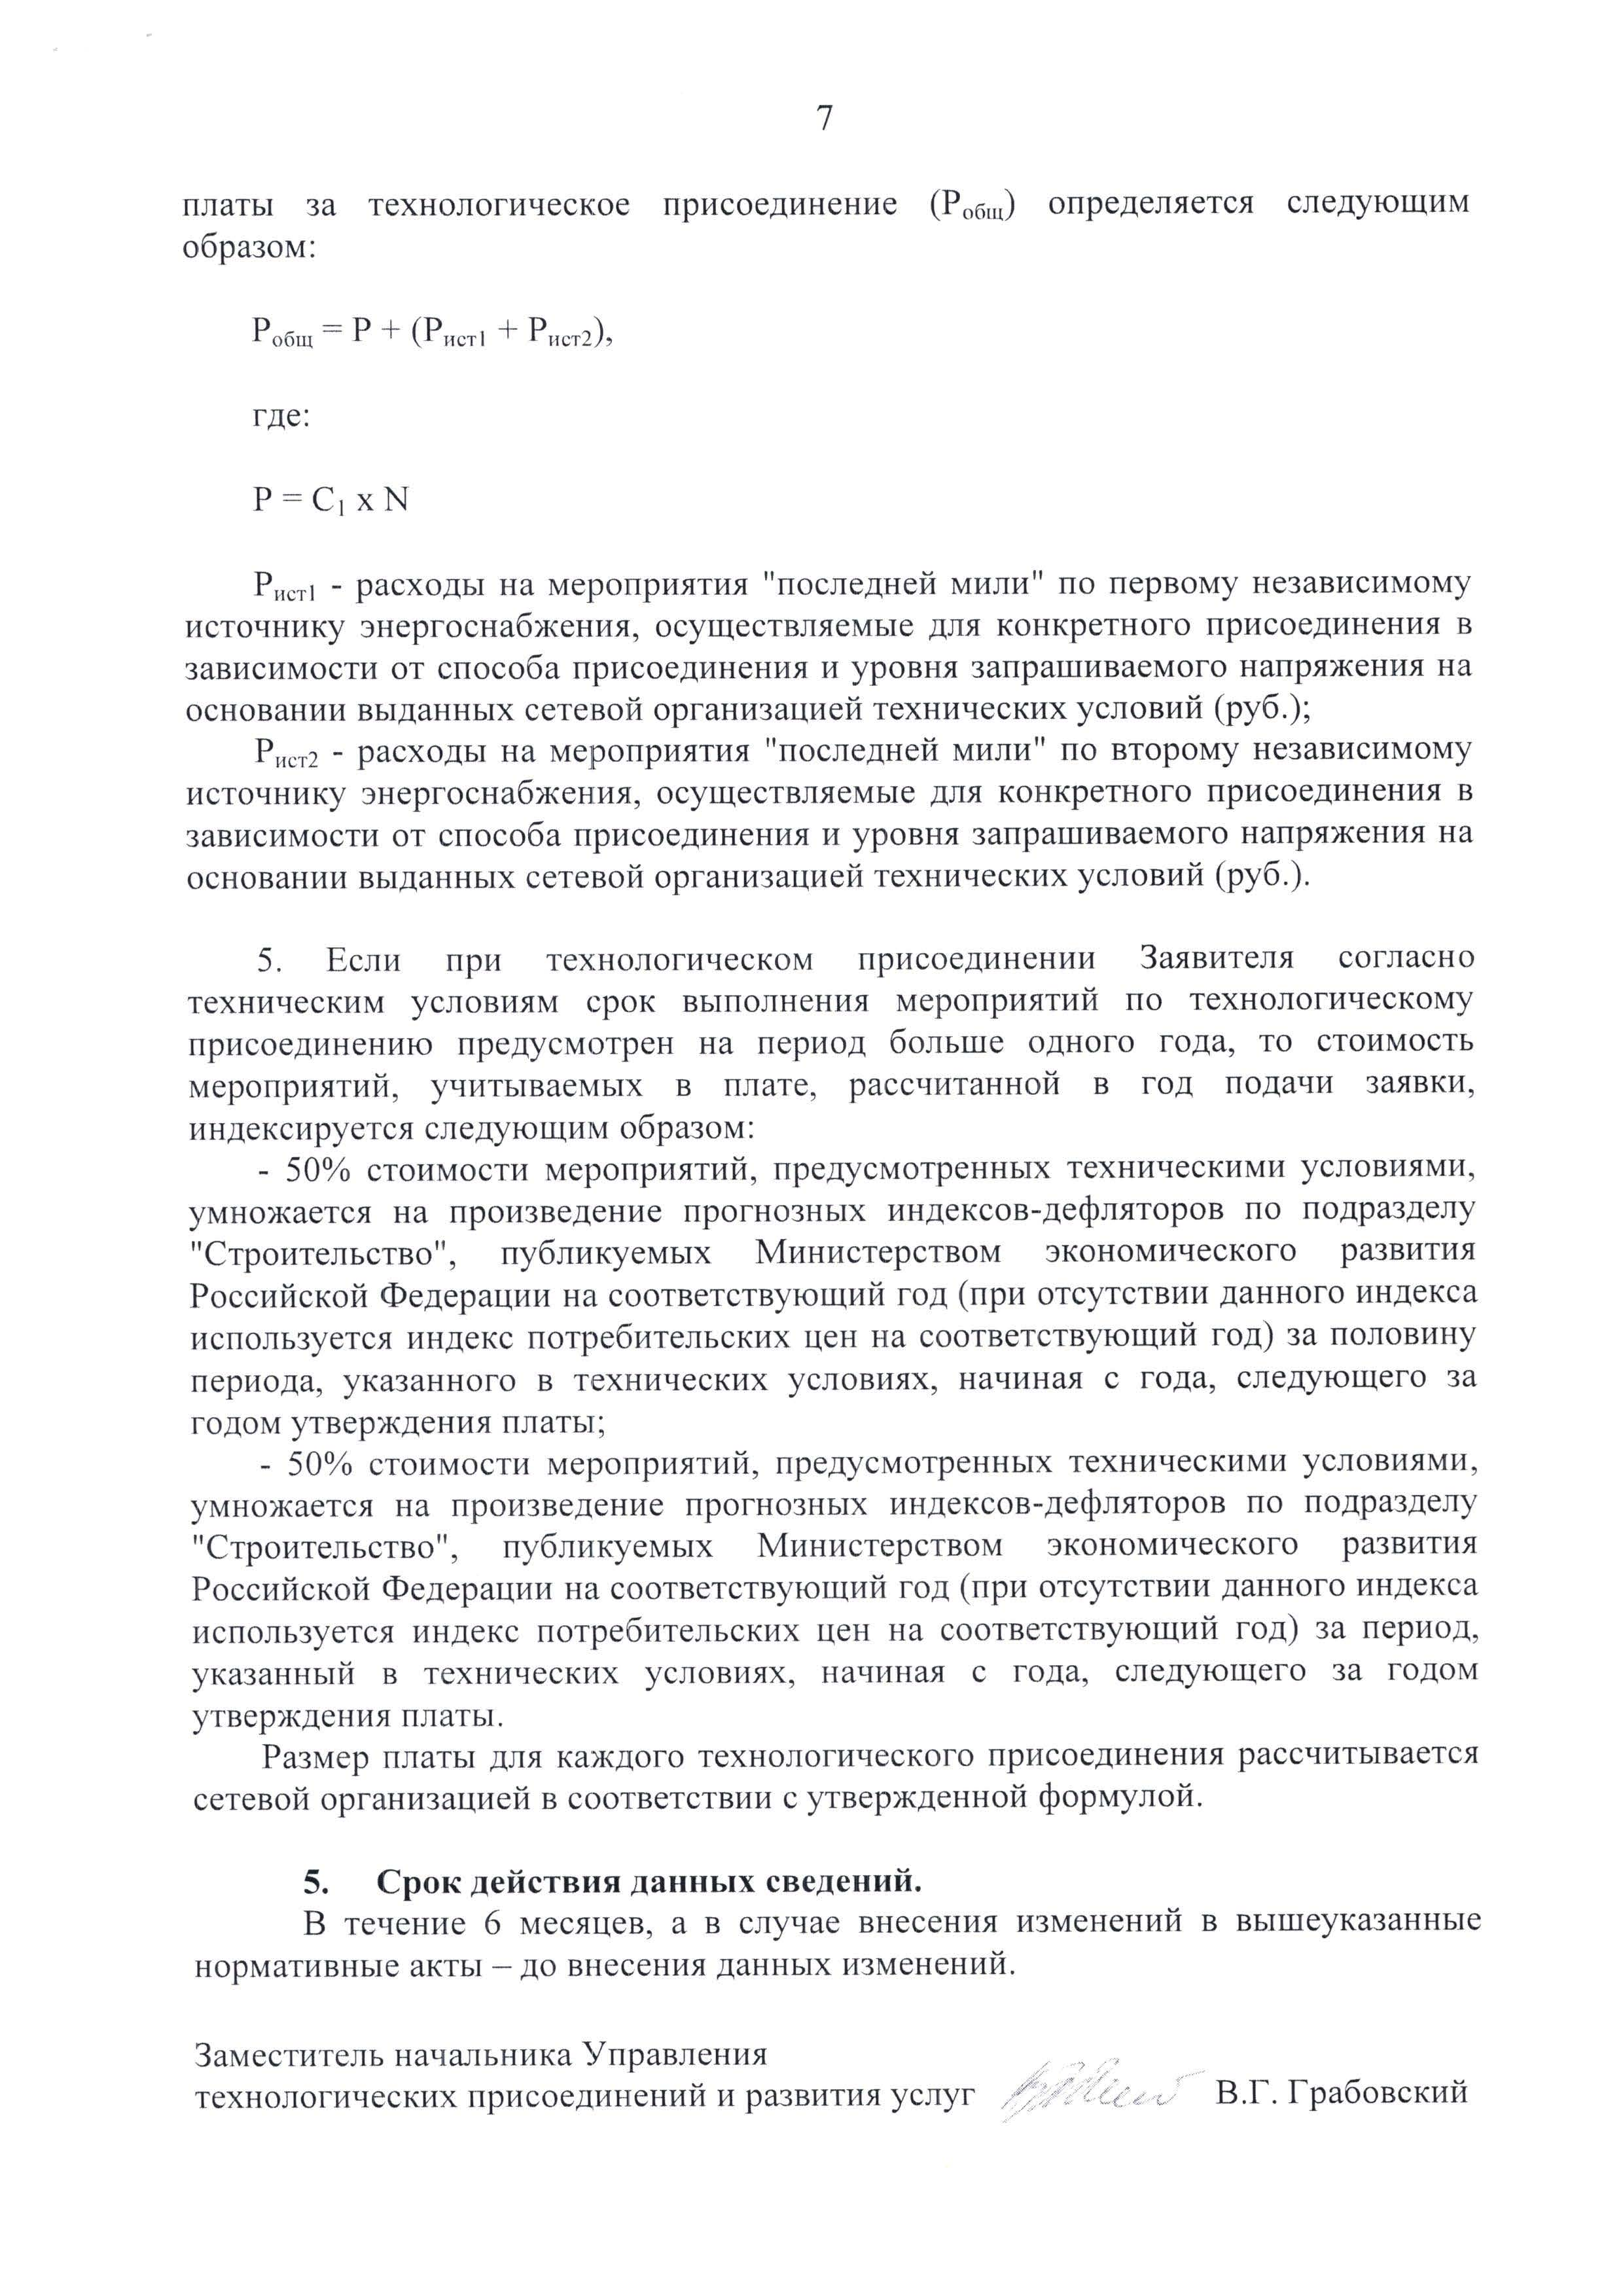 7
платы за технологическое присоединение (Робщ) определяется следующим
образом:
Робщ = Р + (Рист1 + Рист2),
где:
Р = С1 х N
Рист1 - расходы на мероприятия "последней мили" по первому независимому
источнику энергоснабжения, осуществляемые для конкретного присоединения в
зависимости от способа присоединения и уровня запрашиваемого напряжения на
основании выданных сетевой организацией технических условий (руб.);
Рист2 - расходы на мероприятия "последней мили" по второму независимому
источнику энергоснабжения, осуществляемые для конкретного присоединения в
зависимости от способа присоединения и уровня запрашиваемого напряжения на
основании выданных сетевой организацией технических условий (руб.).
5. Если при технологическом присоединении Заявителя согласно
техническим условиям срок выполнения мероприятий по технологическому
присоединению предусмотрен на период больше одного года, то стоимость
мероприятий, учитываемых в плате, рассчитанной в год подачи заявки,
индексируется следующим образом:
- 50% стоимости мероприятий, предусмотренных техническими условиями,
умножается на произведение прогнозных индексов-дефляторов по подразделу
"Строительство", публикуемых Министерством экономического развития
Российской Федерации на соответствующий год (при отсутствии данного индекса
используется индекс потребительских цен на соответствующий год) за половину
периода, указанного в технических условиях, начиная с года, следующего за
годом утверждения платы;
- 50% стоимости мероприятий, предусмотренных техническими условиями,
умножается на произведение прогнозных индексов-дефляторов по подразделу
"Строительство", публикуемых Министерством экономического развития
Российской Федерации на соответствующий год (при отсутствии данного индекса
используется индекс потребительских цен на соответствующий год) за период,
указанный в технических условиях, начиная с года, следующего за годом
утверждения платы.
Размер платы для каждого технологического присоединения рассчитывается
сетевой организацией в соответствии с утвержденной формулой.
5. Срок действия данных сведений.
В течение 6 месяцев, а в случае внесения изменений в вышеуказанные
нормативные акты – до внесения данных изменений.
Заместитель начальника Управления
технологических присоединений и развития услуг В.Г. Грабовский